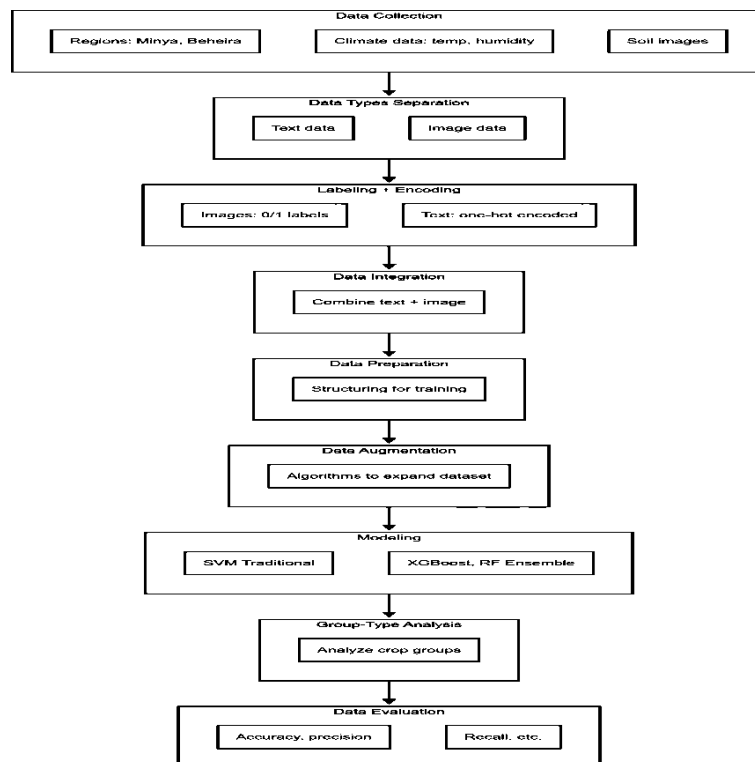 Data Collection
Regions: Minya, Beheira
Climate data: temp, humidity
Soil images
Data Types Separation
Text data
Image data
Labeling + Encoding
Images: 0/1 labels
Text: one-hot encoded
Data Integration
Combine text + image
Data Preparation
Structuring for training
Data Augmentation
Algorithms to expand dataset
Modeling
SVM Traditional
XGBoost, RF Ensemble
Group-Type Analysis
Analyze crop groups
Data Evaluation
Accuracy, precision
Recall, etc.